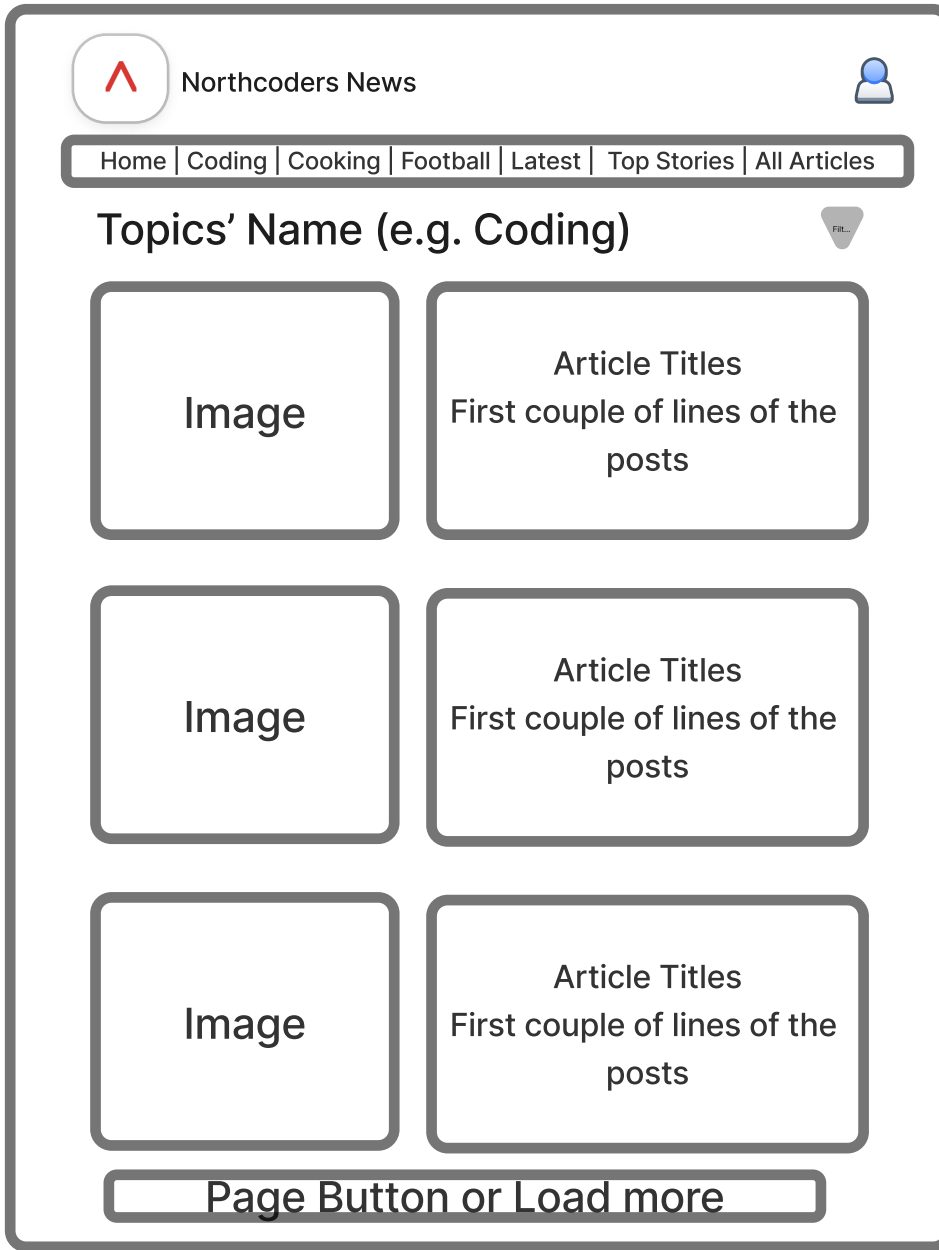 Northcoders News
Home | Coding | Cooking | Football | Latest | Top Stories | All Articles
Topics’ Name (e.g. Coding)
Filt...
Image
Article Titles
First couple of lines of the
posts
Image
Article Titles
First couple of lines of the
posts
Image
Article Titles
First couple of lines of the
posts
Page Button or Load more